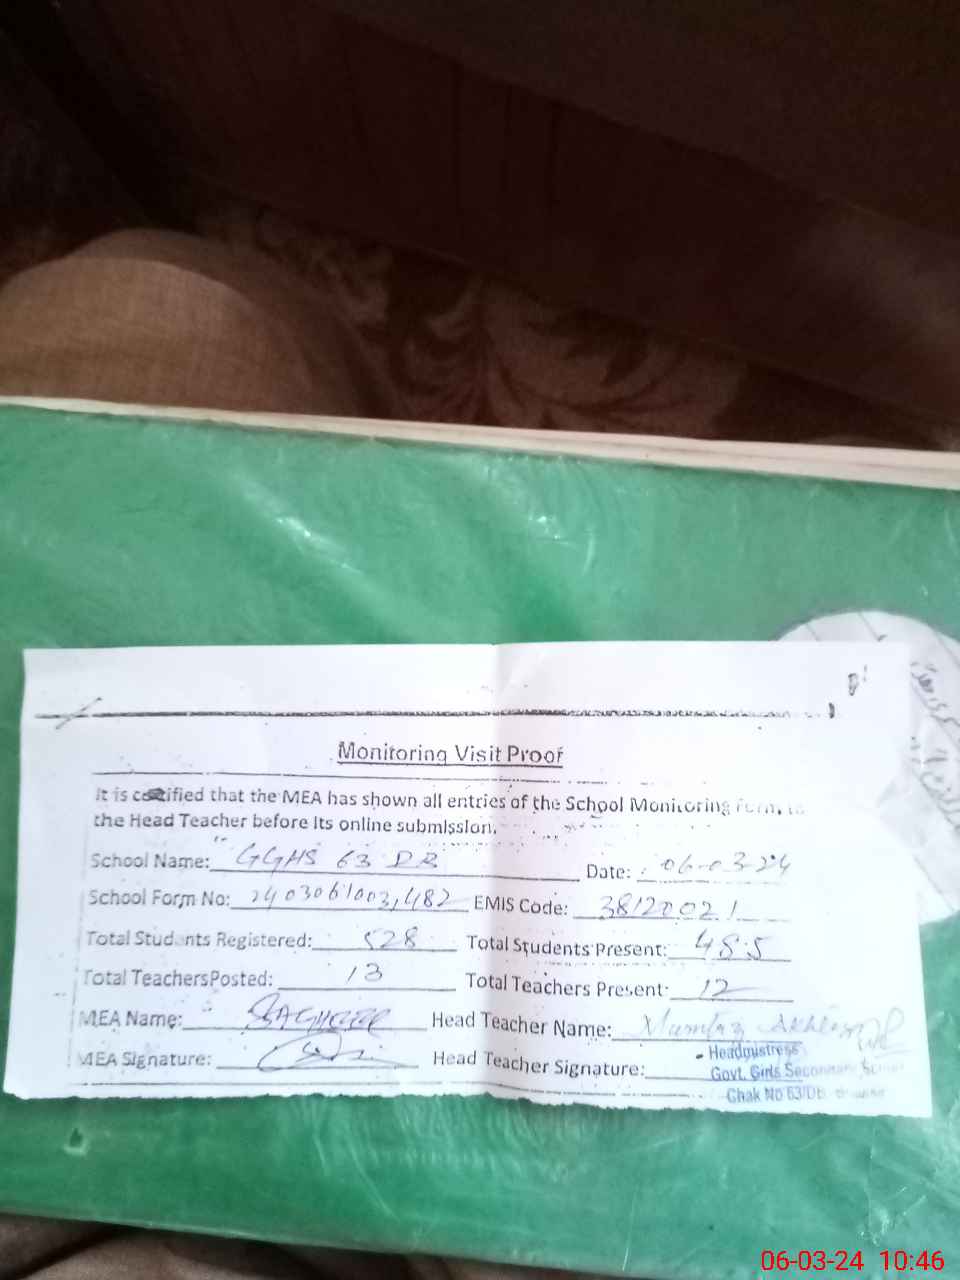 Monitoring Visit Proof
It is certified that the MEA has shown all entries of the School Monitoring Form to
the Head Teacher before its online submission.
School Name: GGHS 63 DB Date: 06-03-24
School Form No: 2403061003,482 EMIS Code: 38120021
Total Students Registered: 528 Total Students Present: 485
Total Teachers Posted: 13 Total Teachers Present: 12
MEA Name: Head Teacher Name: Mumtaz
MEA Signature: Head Teacher Signature:
Headmistress
Govt. Girls Secondary School
Chak No 63/DB
06-03-24 10:46